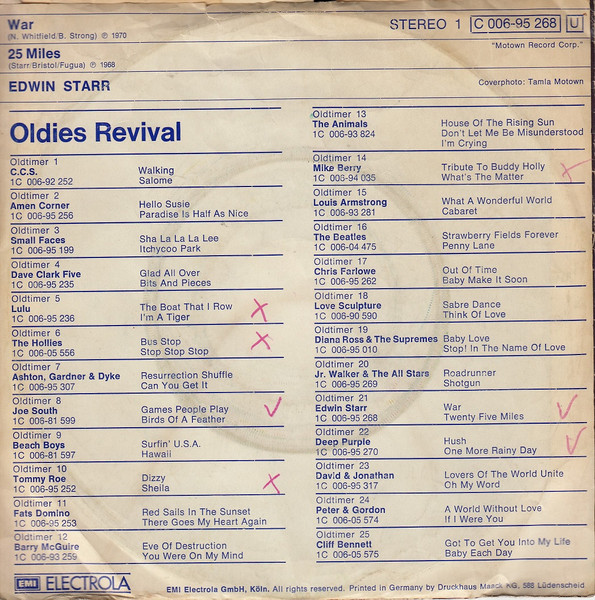 War
(N. Whitfield/B. Strong) ℗ 1970
25 Miles
(Starr/Bristol/Fugua) ℗ 1968
EDWIN STARR
STEREO 1 C 006-95 268 U
"Motown Record Corp."
Coverphoto: Tamla Motown
Oldies Revival
Oldtimer 1
C.C.S. Walking
1C 006-92 252 Salome
Oldtimer 2
Amen Corner Hello Susie
1C 006-95 256 Paradise Is Half As Nice
Oldtimer 3
Small Faces Sha La La La Lee
1C 006-95 199 Itchycoo Park
Oldtimer 4
Dave Clark Five Glad All Over
1C 006-95 235 Bits And Pieces
Oldtimer 5
Lulu The Boat That I Row
1C 006-95 236 I'm A Tiger
Oldtimer 6
The Hollies Bus Stop
1C 006-05 556 Stop Stop Stop
Oldtimer 7
Ashton, Gardner & Dyke Resurrection Shuffle
1C 006-95 307 Can You Get It
Oldtimer 8
Joe South Games People Play
1C 006-81 599 Birds Of A Feather
Oldtimer 9
Beach Boys Surfin' U.S.A.
1C 006-81 597 Hawaii
Oldtimer 10
Tommy Roe Dizzy
1C 006-95 252 Sheila
Oldtimer 11
Fats Domino Red Sails In The Sunset
1C 006-95 253 There Goes My Heart Again
Oldtimer 12
Barry McGuire Eve Of Destruction
1C 006-93 259 You Were On My Mind
Oldtimer 13
The Animals House Of The Rising Sun
1C 006-93 824 Don't Let Me Be Misunderstood
I'm Crying
Oldtimer 14
Mike Berry Tribute To Buddy Holly
1C 006-94 035 What's The Matter
Oldtimer 15
Louis Armstrong What A Wonderful World
1C 006-93 281 Cabaret
Oldtimer 16
The Beatles Strawberry Fields Forever
1C 006-04 475 Penny Lane
Oldtimer 17
Chris Farlowe Out Of Time
1C 006-95 262 Baby Make It Soon
Oldtimer 18
Love Sculpture Sabre Dance
1C 006-90 590 Think Of Love
Oldtimer 19
Diana Ross & The Supremes Baby Love
1C 006-95 010 Stop! In The Name Of Love
Oldtimer 20
Jr. Walker & The All Stars Roadrunner
1C 006-95 269 Shotgun
Oldtimer 21
Edwin Starr War
1C 006-95 268 Twenty Five Miles
Oldtimer 22
Deep Purple Hush
1C 006-95 270 One More Rainy Day
Oldtimer 23
David & Jonathan Lovers Of The World Unite
1C 006-95 317 Oh My Word
Oldtimer 24
Peter & Gordon A World Without Love
1C 006-05 574 If I Were You
Oldtimer 25
Cliff Bennett Got To Get You Into My Life
1C 006-05 575 Baby Each Day
EMI ELECTROLA
EMI Electrola GmbH, Köln. All rights reserved. Printed in Germany by Druckhaus Maack KG, 588 Lüdenscheid